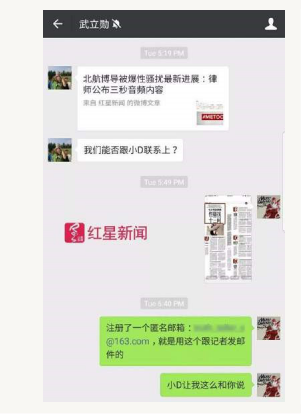 武立勋
Tue 5:19 PM
北航博导被爆性骚扰最新进展：律
师公布三秒音频内容
来自 红星新闻 的微博文章
#METOO
我们能否跟小D联系上？
Tue 5:49 PM
红星新闻
Tue 5:49 PM
注册了一个匿名邮箱：
@163.com，就是用这个跟记者发邮
件的
小D让我这么和你说